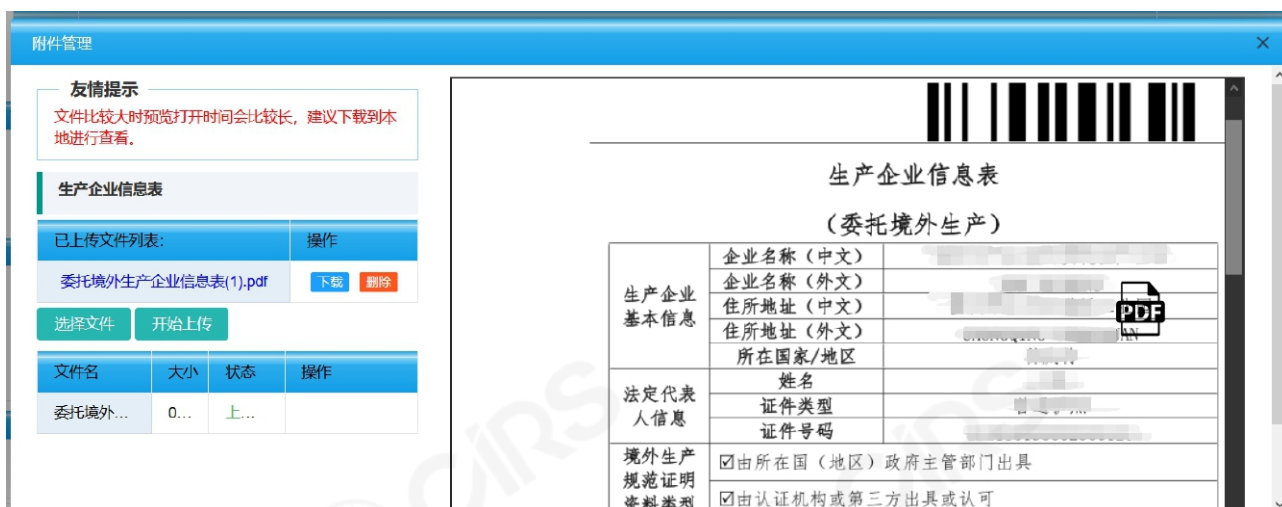 附件管理
友情提示
文件比较大时预览打开时间会比较长，建议下载到本
地进行查看。
生产企业信息表
已上传文件列表: 操作
委托境外生产企业信息表(1).pdf 下载 删除
选择文件 开始上传
文件名 大小 状态 操作
委托境外... 0... 上...
生产企业信息表
（委托境外生产）
生产企业
基本信息
企业名称（中文）
企业名称（外文）
住所地址（中文）
住所地址（外文）
所在国家/地区
PDF
法定代表
人信息
姓名
证件类型
证件号码
境外生产
规范证明
资料类型
☑由所在国（地区）政府主管部门出具
☑由认证机构或第三方出具或认可
CIRS
CIRS